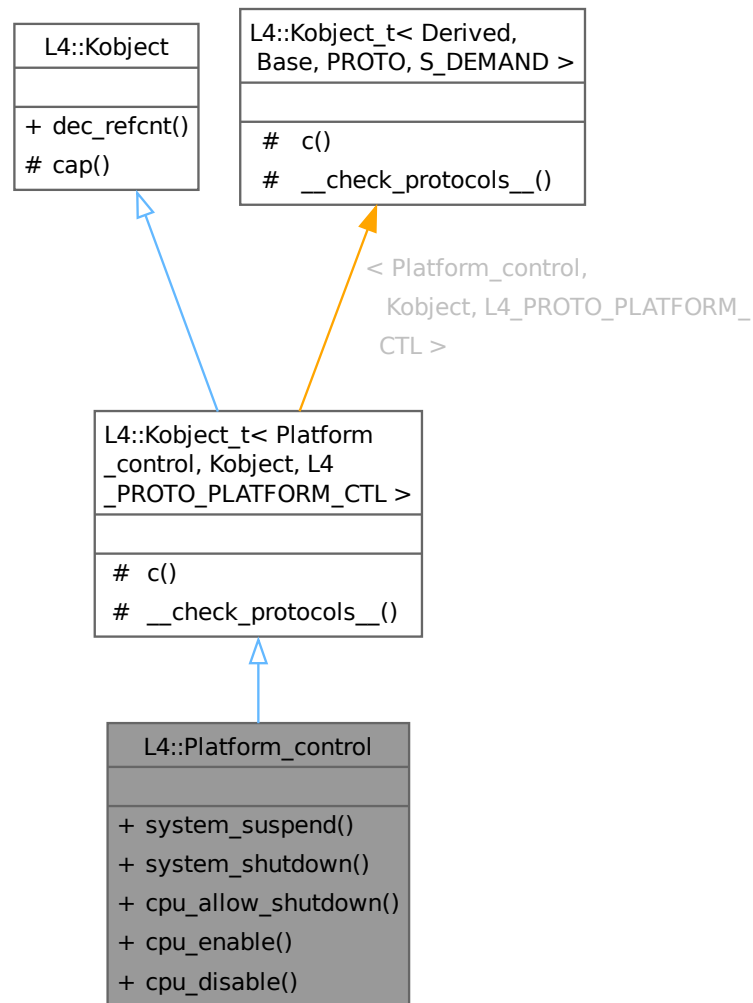 L4::Kobject
+ dec_refcnt()
# cap()
L4::Kobject_t< Derived,
Base, PROTO, S_DEMAND >
# c()
# __check_protocols__()
< Platform_control,
Kobject, L4_PROTO_PLATFORM_
CTL >
L4::Kobject_t< Platform
_control, Kobject, L4
_PROTO_PLATFORM_CTL >
# c()
# __check_protocols__()
L4::Platform_control
+ system_suspend()
+ system_shutdown()
+ cpu_allow_shutdown()
+ cpu_enable()
+ cpu_disable()